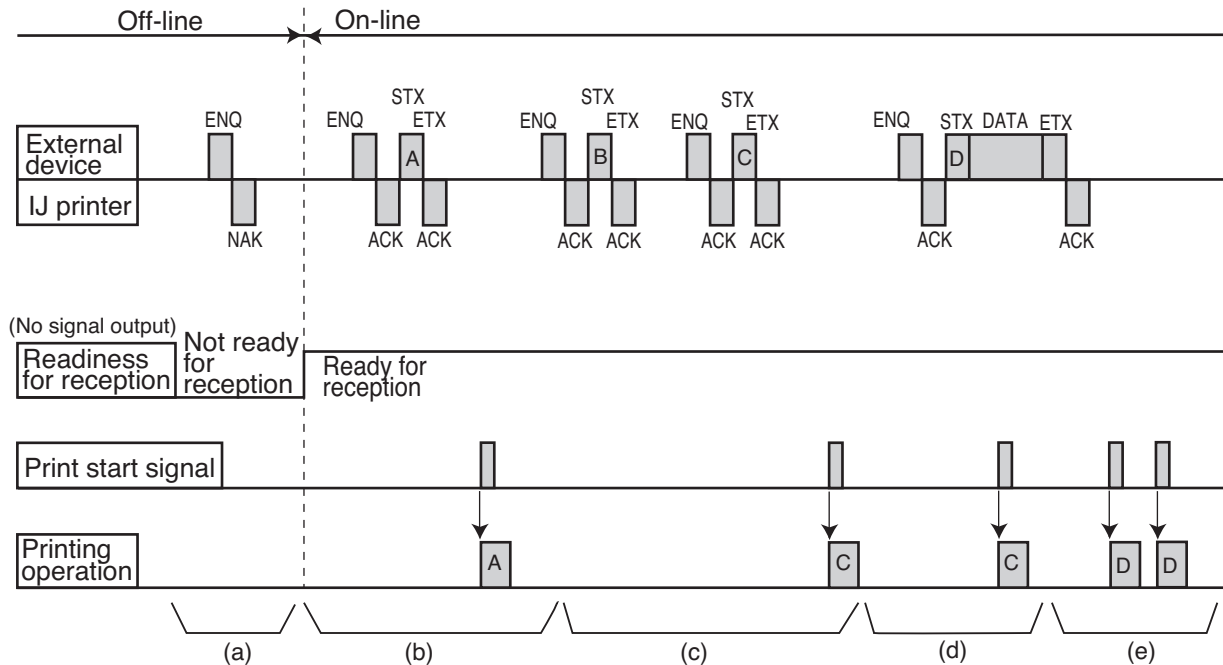 Off-line
On-line
STX
STX
STX
ENQ
ENQ
ETX
ENQ
ETX
ENQ
ETX
ENQ
STX
DATA
ETX
External
device
A
B
C
D
IJ printer
NAK
ACK
ACK
ACK
ACK
ACK
ACK
ACK
ACK
(No signal output)
Readiness
for reception
Not ready
for
reception
Ready for
reception
Print start signal
Printing
operation
A
C
C
D
D
(a)
(b)
(c)
(d)
(e)